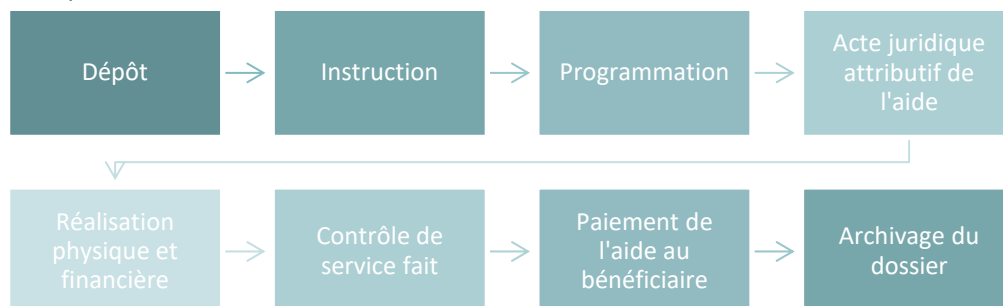 Dépôt
Instruction
Programmation
Acte juridique
attributif de
l'aide
Réalisation
physique et
financière
Contrôle de
service fait
Paiement de
l'aide au
bénéficiaire
Archivage du
dossier